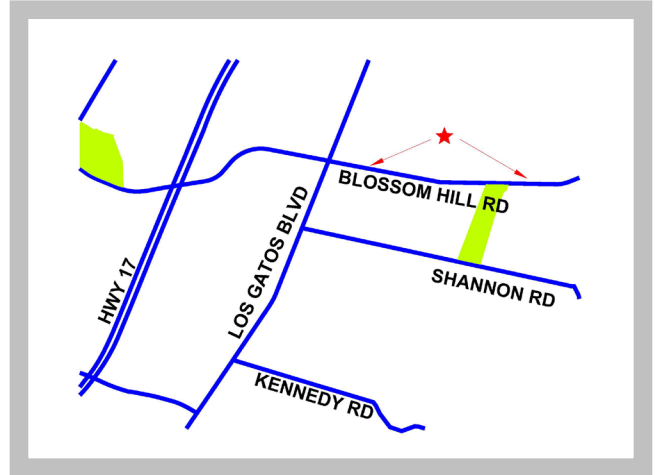 BLOSSOM HILL RD
LOS GATOS BLVD
HWY 17
SHANNON RD
KENNEDY RD